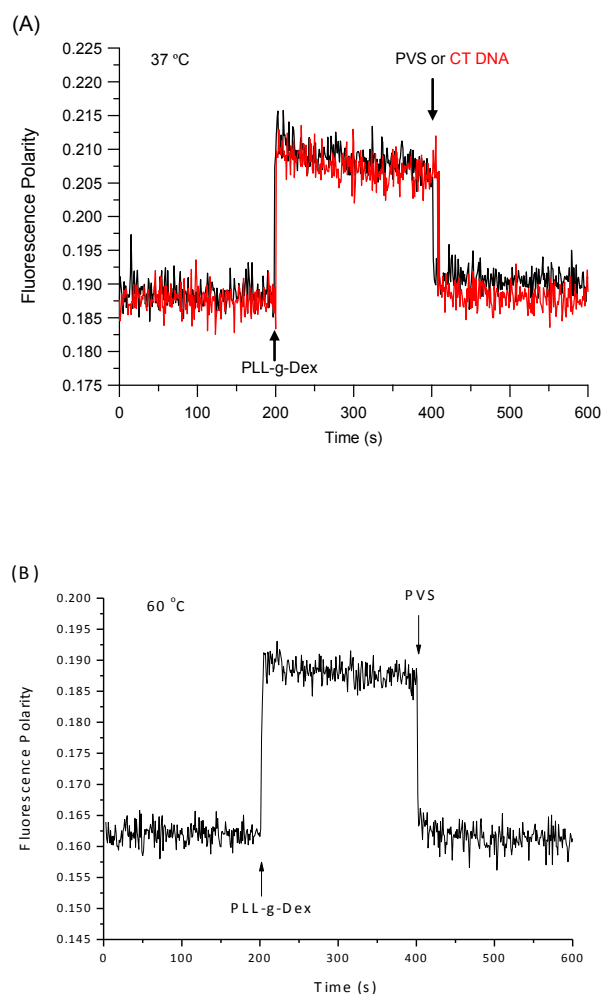 (A)
37 ºC
PVS or CT DNA
0.220
0.215
0.210
0.205
0.200
0.195
0.190
0.185
0.180
0.175
Fluorescence Polarity
PLL-g-Dex
0 100 200 300 400 500 600
Time (s)
(B)
60 °C
PVS
0.200
0.195
0.190
0.185
0.180
0.175
0.170
0.165
0.160
0.155
0.150
0.145
Fluorescence Polarity
PLL-g-Dex
0 100 200 300 400 500 600
Time (s)